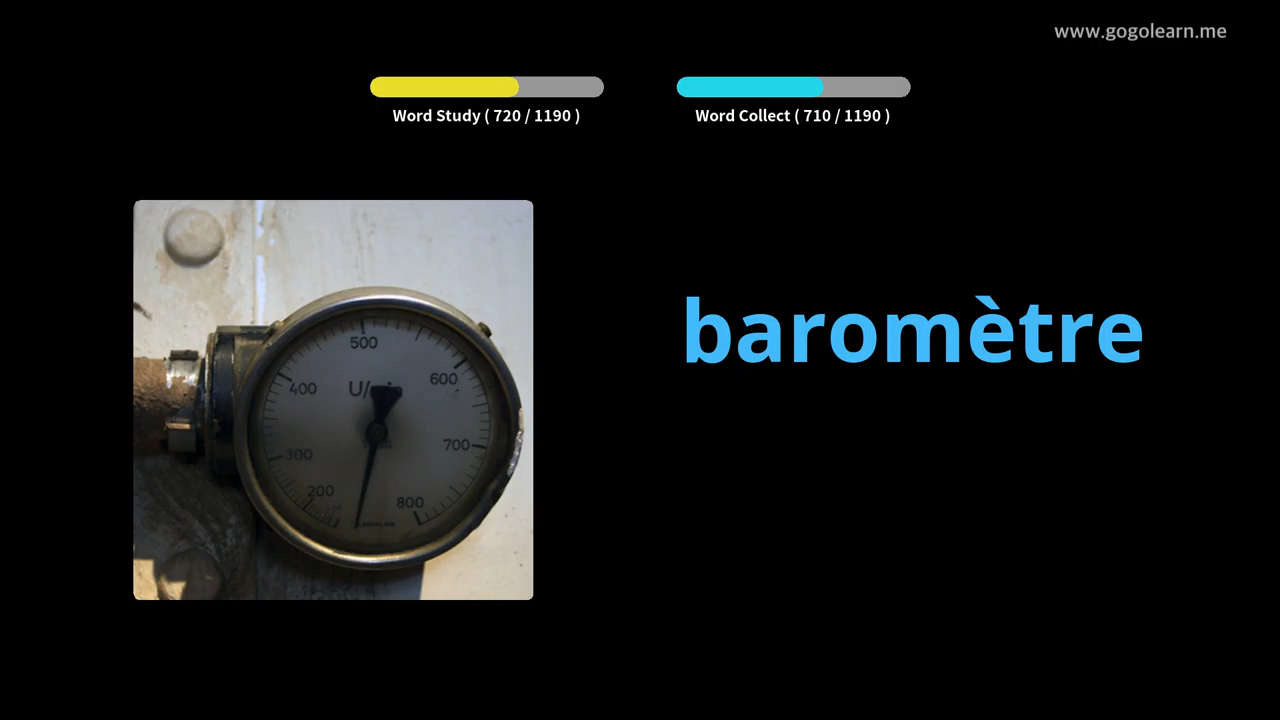 www.gogolearn.me
Word Study ( 720 / 1190 )
Word Collect ( 710 / 1190 )
baromètre
500
400
600
U/
300
700
200
800